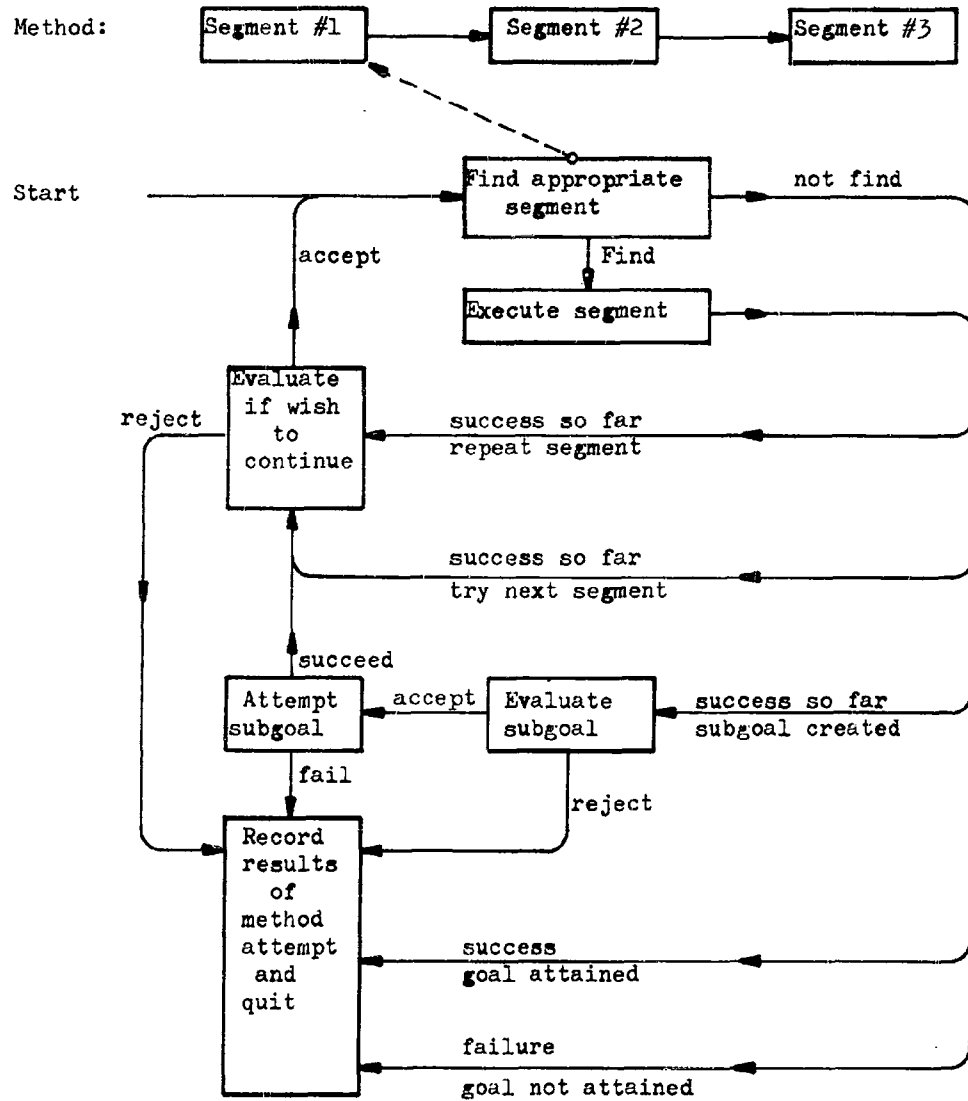 Method:
Segment #1
Segment #2
Segment #3
Start
Find appropriate
segment
not find
accept
Find
Execute segment
Evaluate
if wish
to
continue
reject
success so far
repeat segment
success so far
try next segment
succeed
Attempt
subgoal
accept
Evaluate
subgoal
success so far
subgoal created
fail
reject
Record
results
of
method
attempt
and
quit
success
goal attained
failure
goal not attained